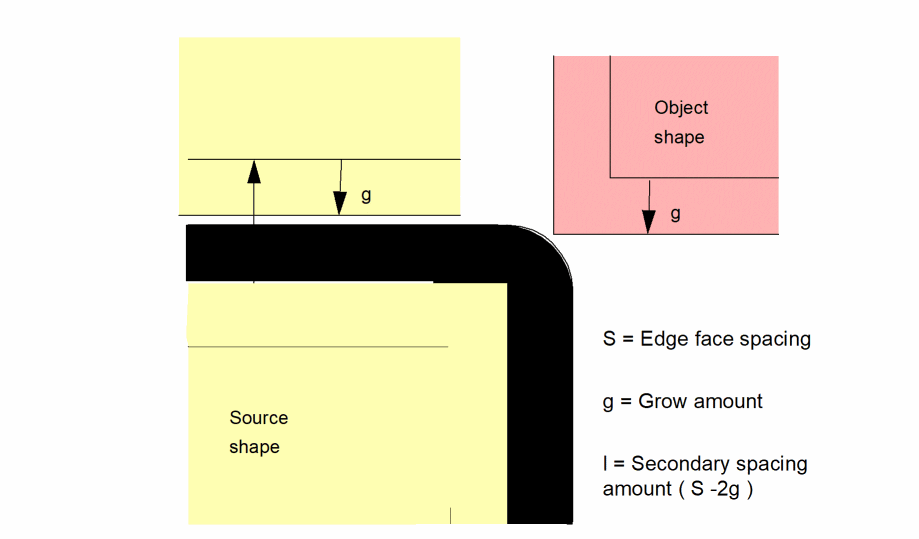 Object
shape
g
g
S = Edge face spacing
g = Grow amount
Source
shape
I = Secondary spacing
amount ( S -2g )